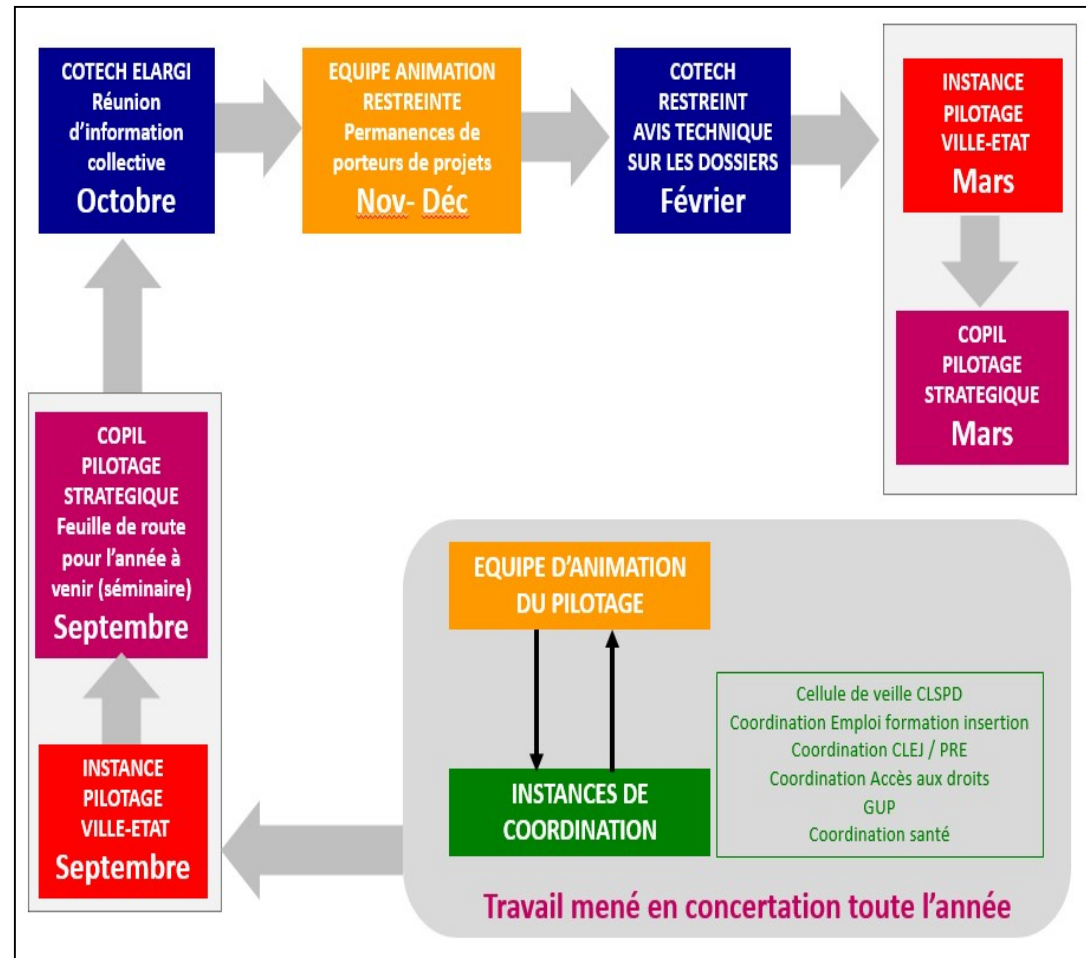 COTECH ELARGI
Réunion
d'information
collective
Octobre
EQUIPE ANIMATION
RESTREINTE
Permanences de
porteurs de projets
Nov- Déc
COTECH
RESTREINT
AVIS TECHNIQUE
SUR LES DOSSIERS
Février
INSTANCE
PILOTAGE
VILLE-ETAT
Mars
COPIL
PILOTAGE
STRATEGIQUE
Mars
COPIL
PILOTAGE
STRATEGIQUE
Feuille de route
pour l'année à
venir (séminaire)
Septembre
INSTANCE
PILOTAGE
VILLE-ETAT
Septembre
EQUIPE D'ANIMATION
DU PILOTAGE
INSTANCES DE
COORDINATION
Cellule de veille CLSPD
Coordination Emploi formation insertion
Coordination CLEJ / PRE
Coordination Accès aux droits
GUP
Coordination santé
Travail mené en concertation toute l'année